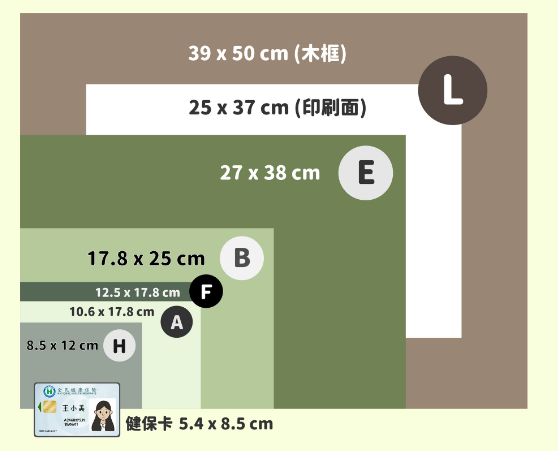 39 x 50 cm (木框)
L
25 x 37 cm (印刷面)
27 x 38 cm
E
17.8 x 25 cm
B
12.5 x 17.8 cm
F
10.6 x 17.8 cm
A
8.5 x 12 cm
H
王小美
健保卡 5.4 x 8.5 cm